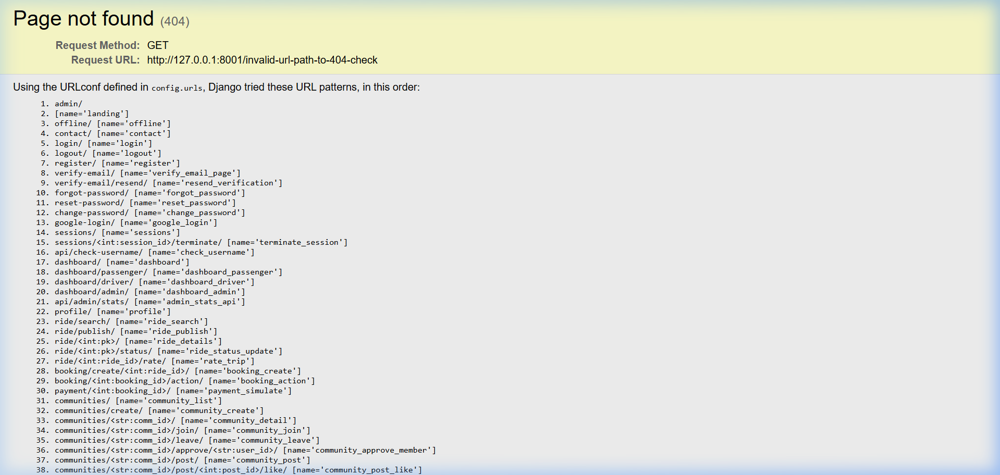 Page not found (404)
Request Method: GET
Request URL: http://127.0.0.1:8001/invalid-url-path-to-404-check
Using the URLconf defined in config.urls, Django tried these URL patterns, in this order:
1. admin/
2. [name='landing']
3. offline/ [name='offline']
4. contact/ [name='contact']
5. login/ [name='login']
6. logout/ [name='logout']
7. register/ [name='register']
8. verify-email/ [name='verify_email_page']
9. verify-email/resend/ [name='resend_verification']
10. forgot-password/ [name='forgot_password']
11. reset-password/ [name='reset_password']
12. change-password/ [name='change_password']
13. google-login/ [name='google_login']
14. sessions/ [name='sessions']
15. sessions/<int:session_id>/terminate/ [name='terminate_session']
16. api/check-username/ [name='check_username']
17. dashboard/ [name='dashboard']
18. dashboard/passenger/ [name='dashboard_passenger']
19. dashboard/driver/ [name='dashboard_driver']
20. dashboard/admin/ [name='dashboard_admin']
21. api/admin/stats/ [name='admin_stats_api']
22. profile/ [name='profile']
23. ride/search/ [name='ride_search']
24. ride/publish/ [name='ride_publish']
25. ride/<int:pk>/ [name='ride_details']
26. ride/<int:pk>/status/ [name='ride_status_update']
27. ride/<int:ride_id>/rate/ [name='rate_trip']
28. booking/create/<int:ride_id>/ [name='booking_create']
29. booking/<int:booking_id>/action/ [name='booking_action']
30. payment/<int:booking_id>/ [name='payment_simulate']
31. communities/ [name='community_list']
32. communities/create/ [name='community_create']
33. communities/<str:comm_id>/ [name='community_detail']
34. communities/<str:comm_id>/join/ [name='community_join']
35. communities/<str:comm_id>/leave/ [name='community_leave']
36. communities/<str:comm_id>/approve/<str:user_id>/ [name='community_approve_member']
37. communities/<str:comm_id>/post/ [name='community_post']
38. communities/<str:comm_id>/post/<int:post_id>/like/ [name='community_post_like']